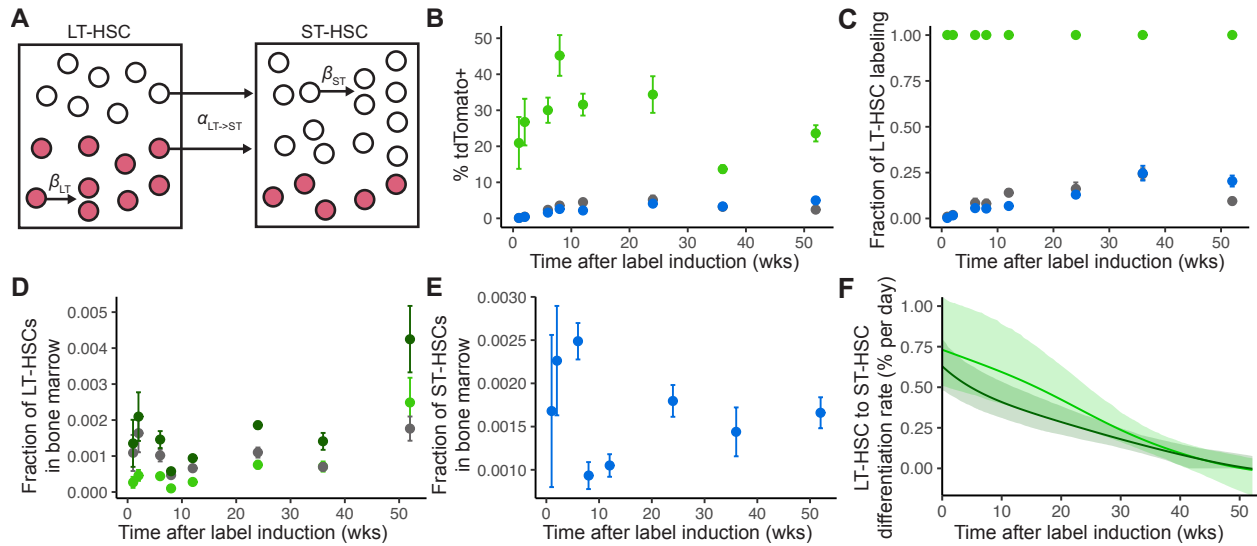 A
LT-HSC
ST-HSC
βST
αLT->ST
βLT
B
% tdTomato+
50
40
30
20
10
0
0 10 20 30 40 50
Time after label induction (wks)
C
Fraction of LT-HSC labeling
1.00
0.75
0.50
0.25
0.00
0 10 20 30 40 50
Time after label induction (wks)
D
Fraction of LT-HSCs
in bone marrow
0.005
0.004
0.003
0.002
0.001
0.000
0 10 20 30 40 50
Time after label induction (wks)
E
Fraction of ST-HSCs
in bone marrow
0.0030
0.0025
0.0020
0.0015
0.0010
0 10 20 30 40 50
Time after label induction (wks)
F
LT-HSC to ST-HSC
differentiation rate (% per day)
1.00
0.75
0.50
0.25
0.00
0 10 20 30 40 50
Time after label induction (wks)